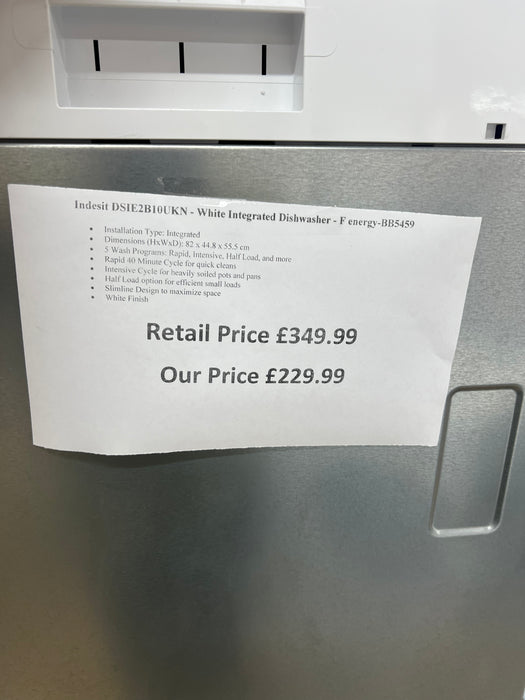 Indesit DSIE2B10UKN - White Integrated Dishwasher - F energy-BB5459
• Installation Type: Integrated
• Dimensions (HxWxD): 82 x 44.8 x 55.5 cm
• 5 Wash Programs: Rapid, Intensive, Half Load, and more
• Rapid 40 Minute Cycle for quick cleans
• Intensive Cycle for heavily soiled pots and pans
• Half Load option for efficient small loads
• Slimline Design to maximize space
• White Finish
Retail Price £349.99
Our Price £229.99